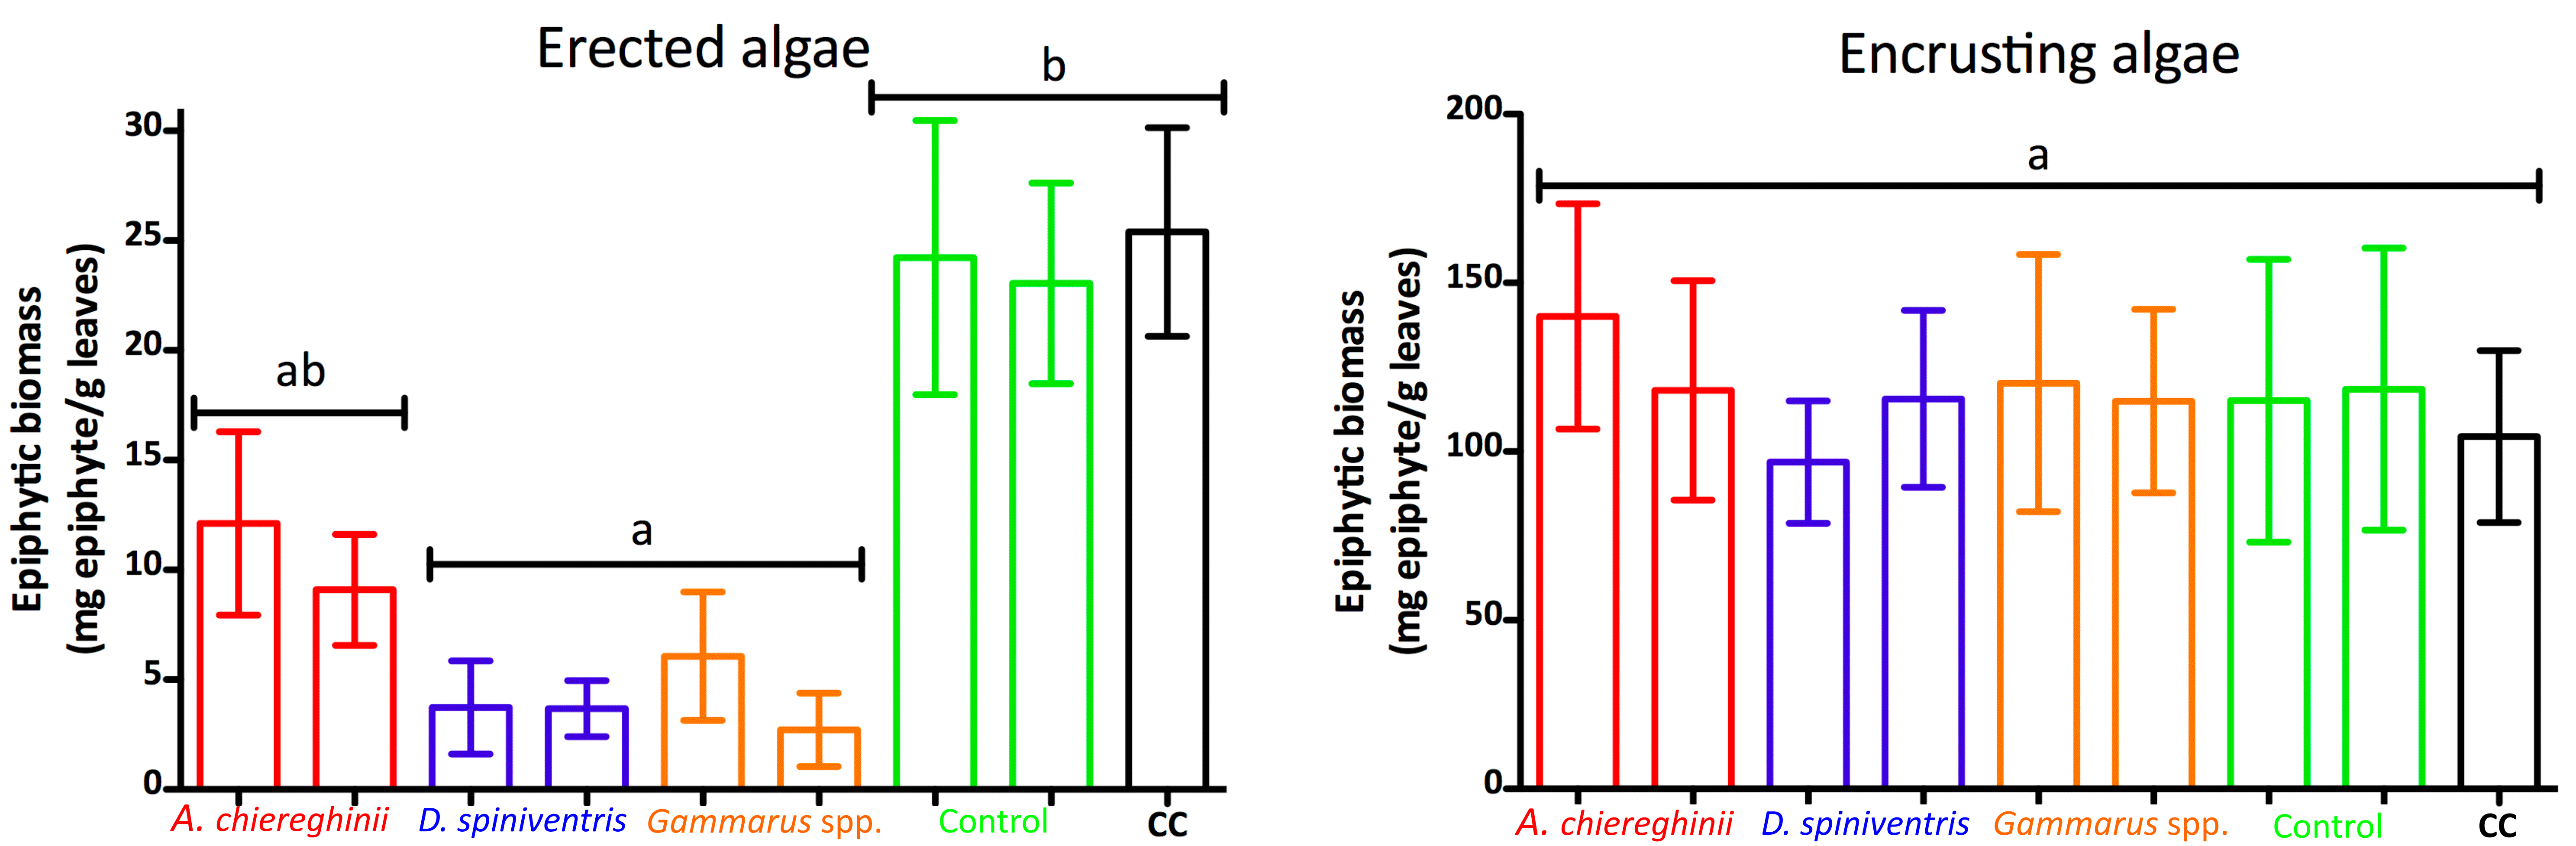 Erected algae
b
30
25
20
15
10
5
0
Epiphytic biomass
(mg epiphyte/g leaves)
ab
a
A. chiereghinii
D. spiniventris
Gammarus spp.
Control
CC
Encrusting algae
a
200
150
100
50
0
Epiphytic biomass
(mg epiphyte/g leaves)
A. chiereghinii
D. spiniventris
Gammarus spp.
Control
CC